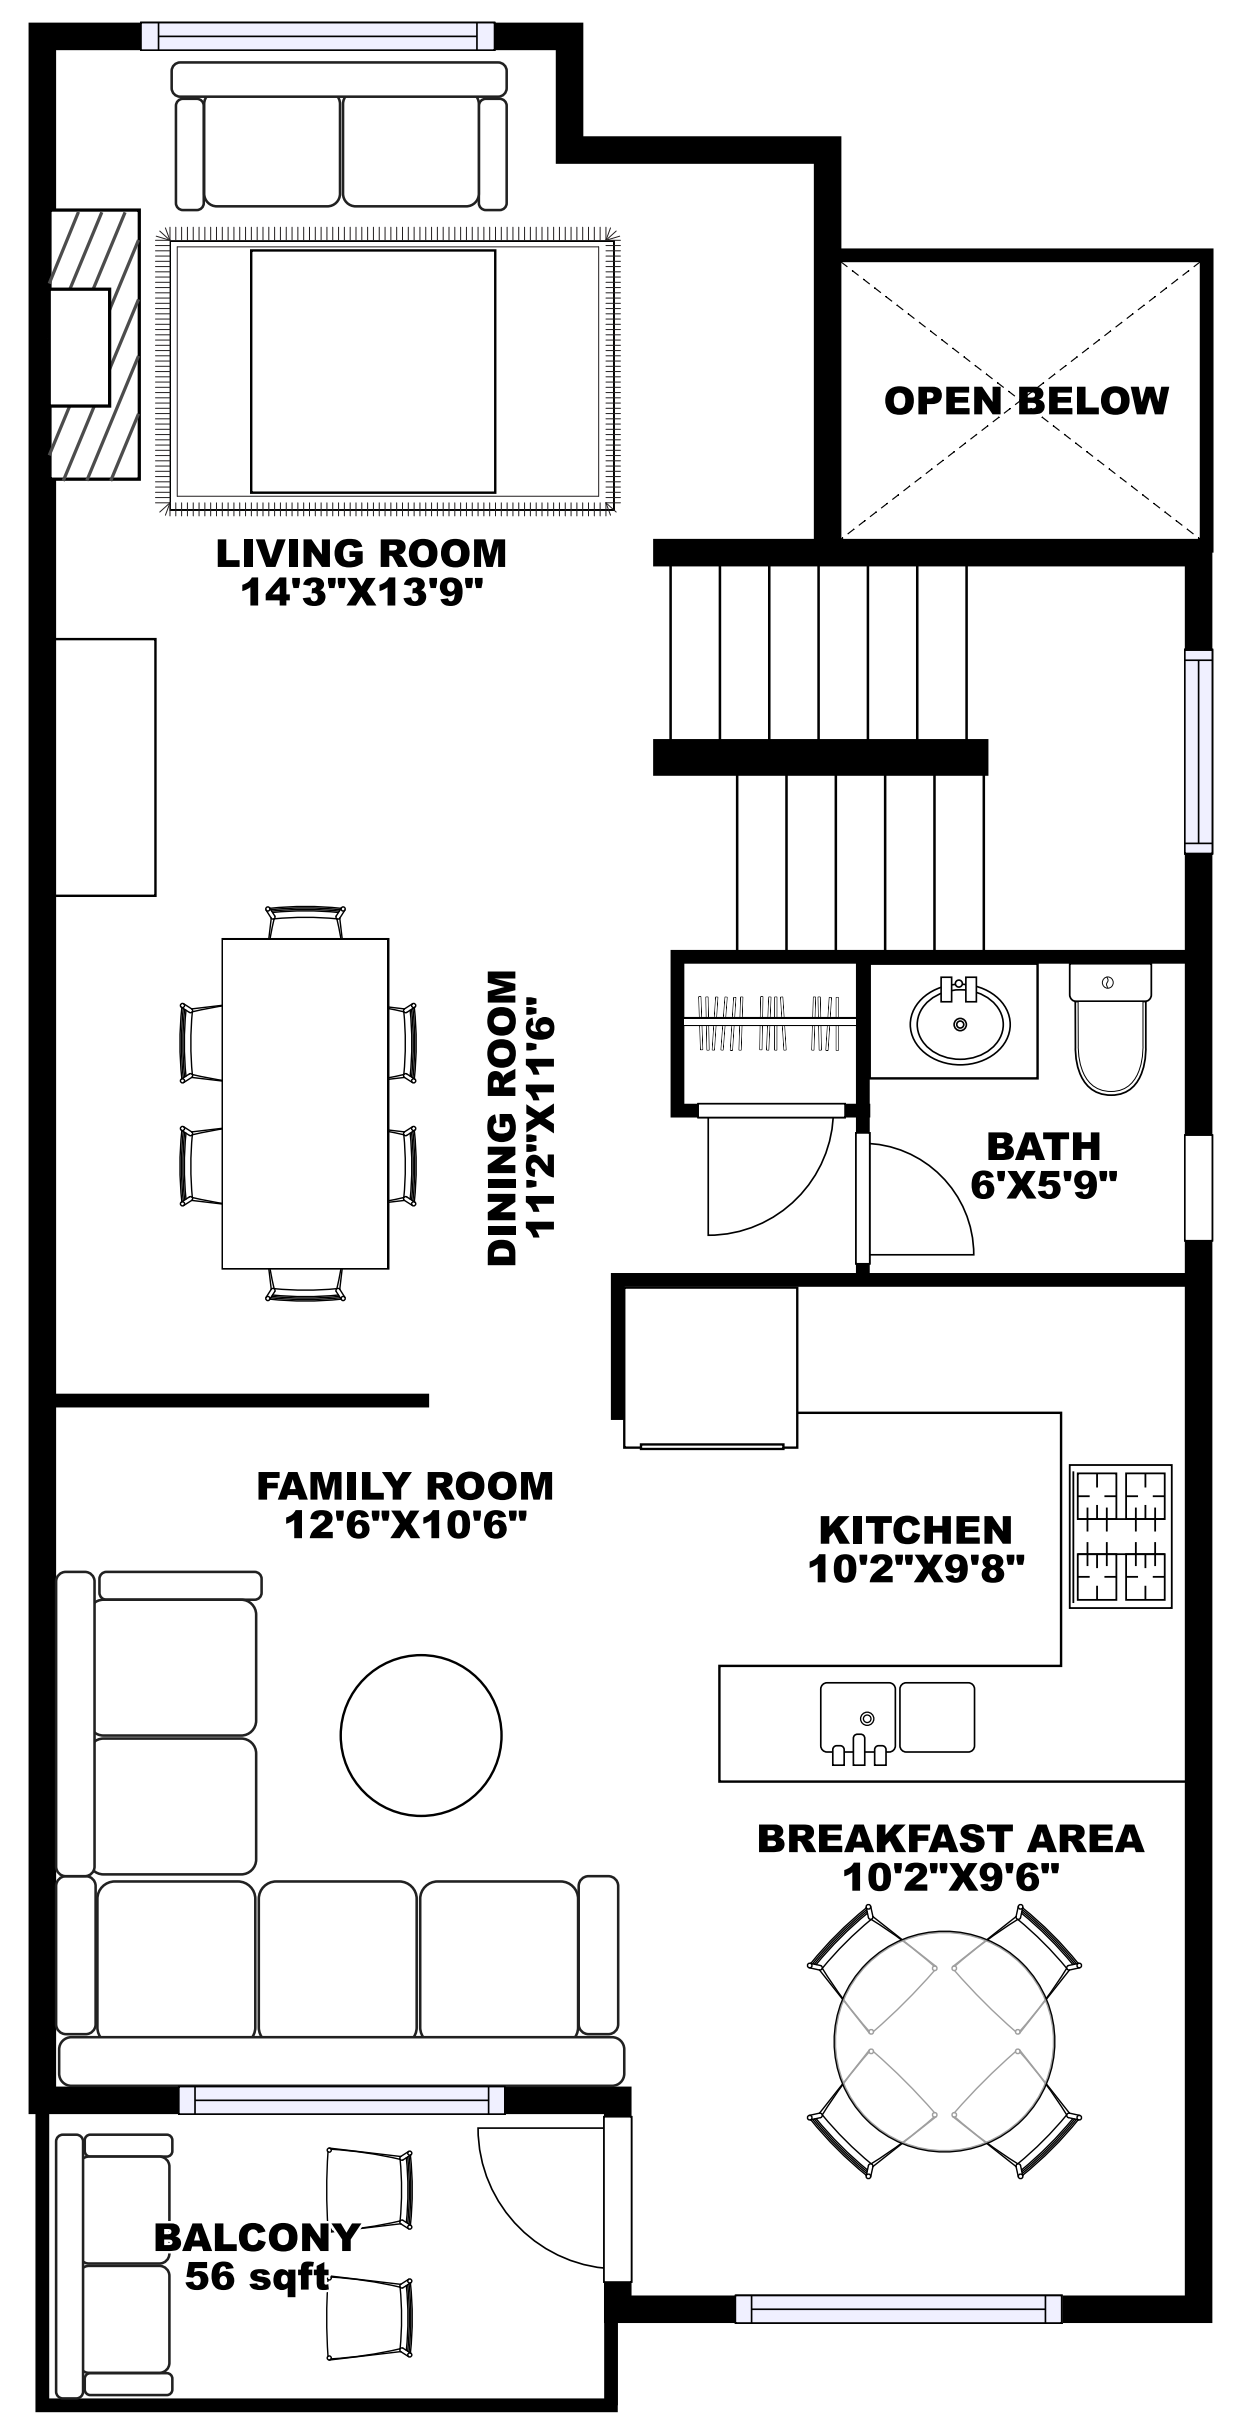 OPEN BELOW
LIVING ROOM
14'3"X13'9"
DINING ROOM
11'2"X11'6"
BATH
6'X5'9"
FAMILY ROOM
12'6"X10'6"
KITCHEN
10'2"X9'8"
BREAKFAST AREA
10'2"X9'6"
BALCONY
56 sqft